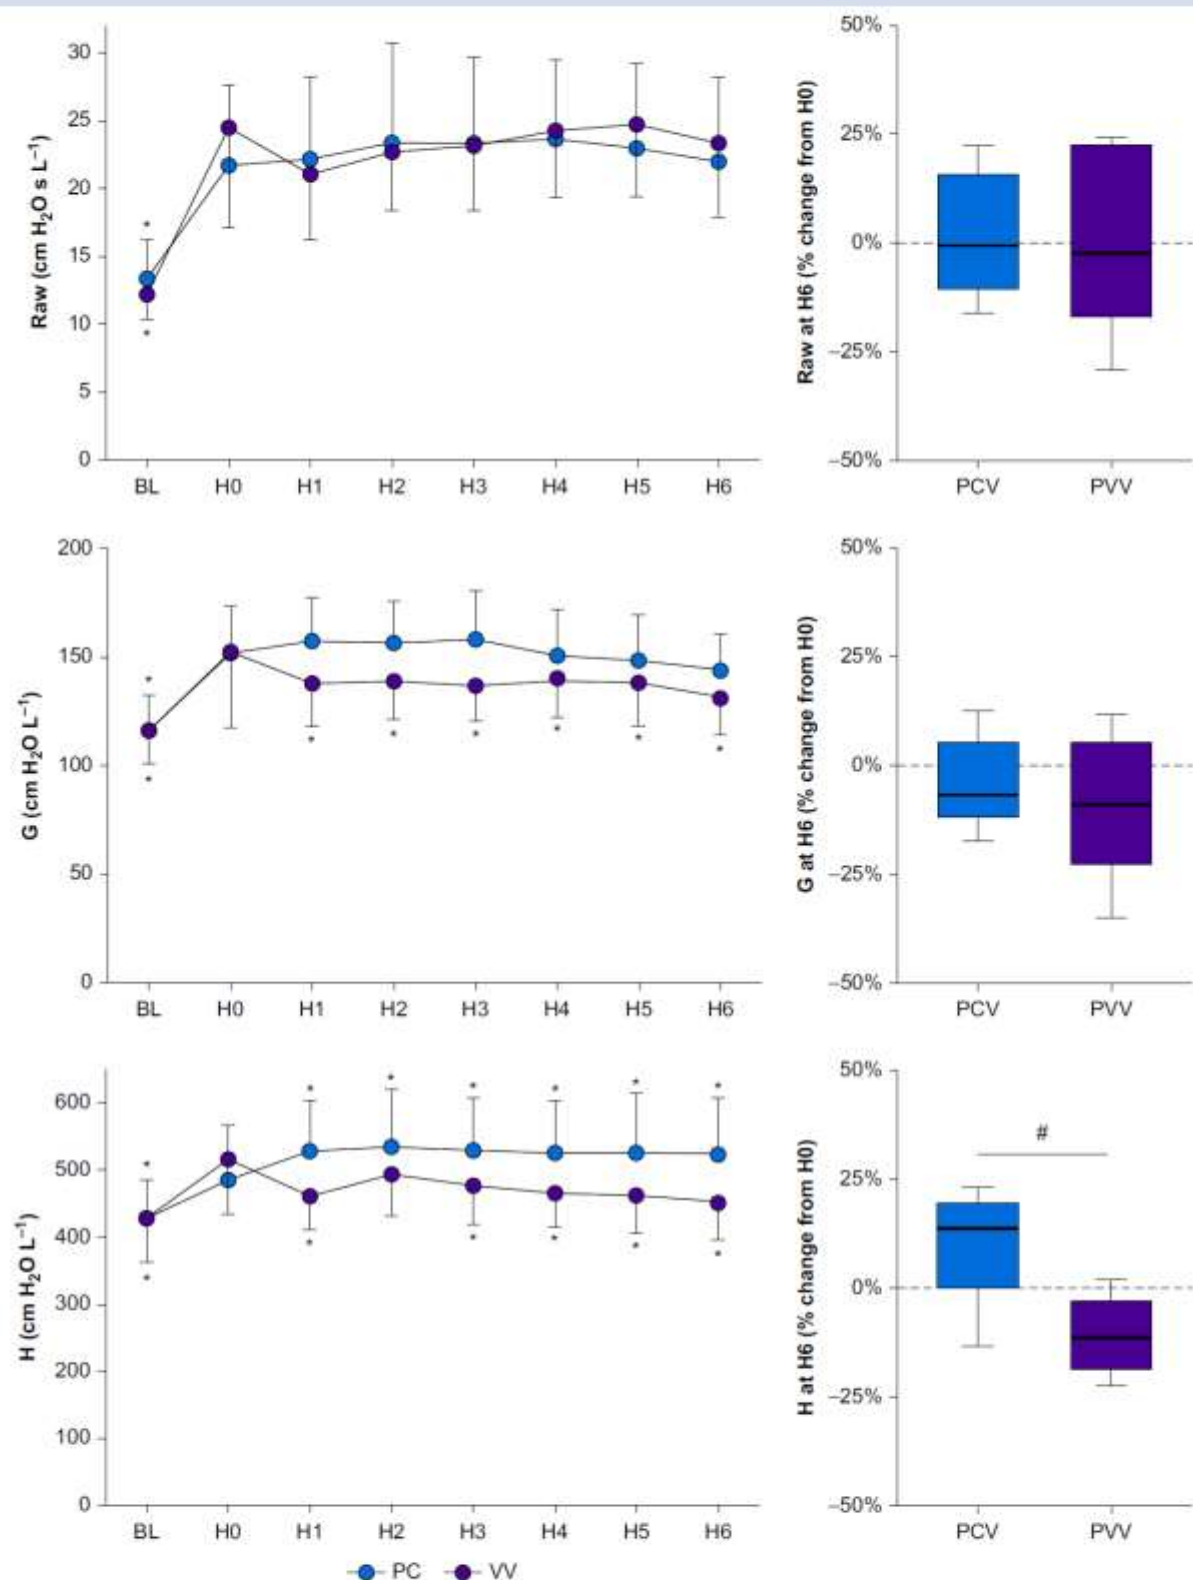 Raw (cm H₂O s L⁻¹)
30
25
20
15
10
5
0
*
*
BL H0 H1 H2 H3 H4 H5 H6
Raw at H6 (% change from H0)
50%
25%
0%
–25%
–50%
PCV PVV
G (cm H₂O L⁻¹)
200
150
100
50
0
*
* * * * * * *
BL H0 H1 H2 H3 H4 H5 H6
G at H6 (% change from H0)
50%
25%
0%
–25%
–50%
PCV PVV
H (cm H₂O L⁻¹)
600
500
400
300
200
100
0
* * * * * * *
* * * * * *
BL H0 H1 H2 H3 H4 H5 H6
H at H6 (% change from H0)
50%
25%
0%
–25%
–50%
#
PCV PVV
PC VV